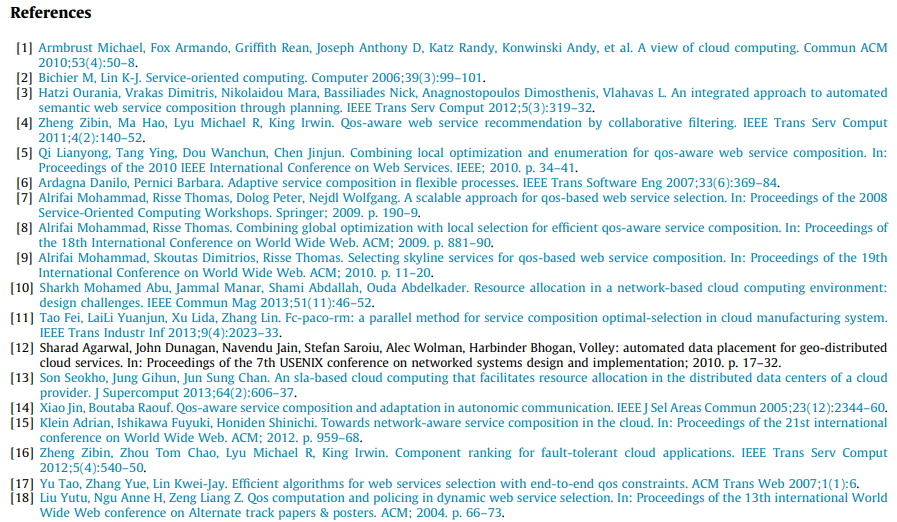 References
[1] Armbrust Michael, Fox Armando, Griffith Rean, Joseph Anthony D, Katz Randy, Konwinski Andy, et al. A view of cloud computing. Commun ACM
2010;53(4):50–8.
[2] Bichier M, Lin K-J. Service-oriented computing. Computer 2006;39(3):99–101.
[3] Hatzi Ourania, Vrakas Dimitris, Nikolaidou Mara, Bassiliades Nick, Anagnostopoulos Dimosthenis, Vlahavas L. An integrated approach to automated
semantic web service composition through planning. IEEE Trans Serv Comput 2012;5(3):319–32.
[4] Zheng Zibin, Ma Hao, Lyu Michael R, King Irwin. Qos-aware web service recommendation by collaborative filtering. IEEE Trans Serv Comput
2011;4(2):140–52.
[5] Qi Lianyong, Tang Ying, Dou Wanchun, Chen Jinjun. Combining local optimization and enumeration for qos-aware web service composition. In:
Proceedings of the 2010 IEEE International Conference on Web Services. IEEE; 2010. p. 34–41.
[6] Ardagna Danilo, Pernici Barbara. Adaptive service composition in flexible processes. IEEE Trans Software Eng 2007;33(6):369–84.
[7] Alrifai Mohammad, Risse Thomas, Dolog Peter, Nejdl Wolfgang. A scalable approach for qos-based web service selection. In: Proceedings of the 2008
Service-Oriented Computing Workshops. Springer; 2009. p. 190–9.
[8] Alrifai Mohammad, Risse Thomas. Combining global optimization with local selection for efficient qos-aware service composition. In: Proceedings of
the 18th International Conference on World Wide Web. ACM; 2009. p. 881–90.
[9] Alrifai Mohammad, Skoutas Dimitrios, Risse Thomas. Selecting skyline services for qos-based web service composition. In: Proceedings of the 19th
International Conference on World Wide Web. ACM; 2010. p. 11–20.
[10] Sharkh Mohamed Abu, Jammal Manar, Shami Abdallah, Ouda Abdelkader. Resource allocation in a network-based cloud computing environment:
design challenges. IEEE Commun Mag 2013;51(11):46–52.
[11] Tao Fei, LaiLi Yuanjun, Xu Lida, Zhang Lin. Fc-paco-rm: a parallel method for service composition optimal-selection in cloud manufacturing system.
IEEE Trans Industr Inf 2013;9(4):2023–33.
[12] Sharad Agarwal, John Dunagan, Navendu Jain, Stefan Saroiu, Alec Wolman, Harbinder Bhogan, Volley: automated data placement for geo-distributed
cloud services. In: Proceedings of the 7th USENIX conference on networked systems design and implementation; 2010. p. 17–32.
[13] Son Seokho, Jung Gihun, Jun Sung Chan. An sla-based cloud computing that facilitates resource allocation in the distributed data centers of a cloud
provider. J Supercomput 2013;64(2):606–37.
[14] Xiao Jin, Boutaba Raouf. Qos-aware service composition and adaptation in autonomic communication. IEEE J Sel Areas Commun 2005;23(12):2344–60.
[15] Klein Adrian, Ishikawa Fuyuki, Honiden Shinichi. Towards network-aware service composition in the cloud. In: Proceedings of the 21st international
conference on World Wide Web. ACM; 2012. p. 959–68.
[16] Zheng Zibin, Zhou Tom Chao, Lyu Michael R, King Irwin. Component ranking for fault-tolerant cloud applications. IEEE Trans Serv Comput
2012;5(4):540–50.
[17] Yu Tao, Zhang Yue, Lin Kwei-Jay. Efficient algorithms for web services selection with end-to-end qos constraints. ACM Trans Web 2007;1(1):6.
[18] Liu Yutu, Ngu Anne H, Zeng Liang Z. Qos computation and policing in dynamic web service selection. In: Proceedings of the 13th international World
Wide Web conference on Alternate track papers & posters. ACM; 2004. p. 66–73.